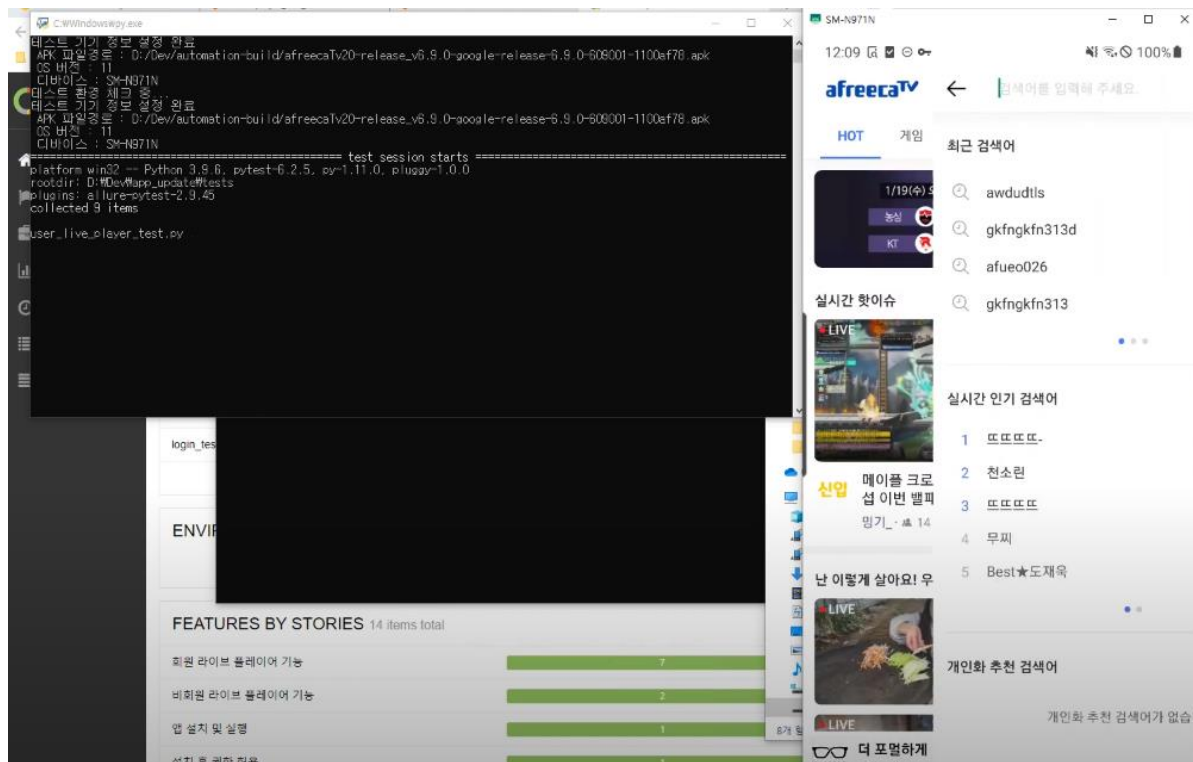 C:\Windows\py.exe
테스트 기기 정보 설정 완료
APK 파일경로 : D:/Dev/automation-build/afreecaTv20-release_v6.9.0-google-release-6.9.0-609001-1100af78.apk
OS 버전 : 11
디바이스 : SM-N971N
테스트 환경 체크 중...
테스트 기기 정보 설정 완료
APK 파일경로 : D:/Dev/automation-build/afreecaTv20-release_v6.9.0-google-release-6.9.0-609001-1100af78.apk
OS 버전 : 11
디바이스 : SM-N971N
test session starts
platform win32 -- Python 3.9.6, pytest-6.2.5, py-1.11.0, pluggy-1.0.0
rootdir: D:\Dev\app_update\tests
plugins: allure-pytest-2.9.45
collected 9 items
user_live_player_test.py
login_tes
ENVI
FEATURES BY STORIES 14 items total
회원 라이브 플레이어 기능 7
비회원 라이브 플레이어 기능 2
앱 설치 및 실행 1
8개 항
SM-N971N
12:09 100%
afreecaTV
HOT 게임
1/19(수) 오
농심
KT
실시간 핫이슈
LIVE
신입
메이플 크로
섭 이번 밸패
밍기_ · 14
난 이렇게 살아요! 우
LIVE
LIVE
더 포멀하게
검색어를 입력해 주세요.
최근 검색어
awdudtls
gkfngkfn313d
afueo026
gkfngkfn313
실시간 인기 검색어
1 뜨뜨뜨뜨-
2 천소린
3 뜨뜨뜨뜨
4 무찌
5 Best★도재욱
개인화 추천 검색어
개인화 추천 검색어가 없습